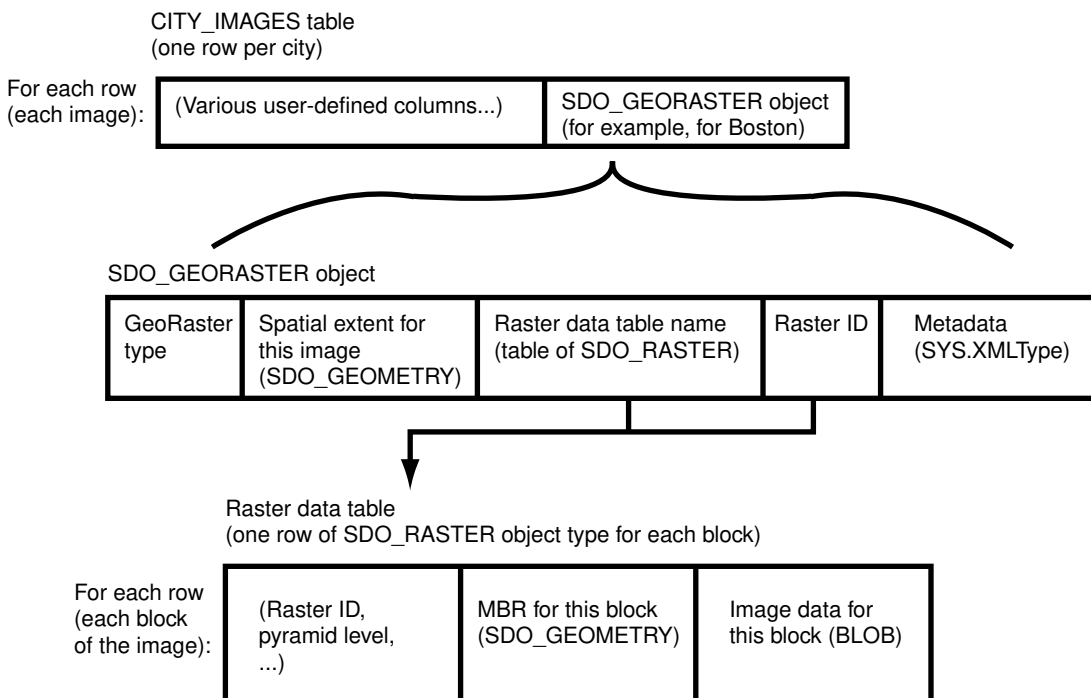 CITY_IMAGES table
(one row per city)
For each row
(each image):
(Various user-defined columns...)
SDO_GEORASTER object
(for example, for Boston)
SDO_GEORASTER object
GeoRaster
type
Spatial extent for
this image
(SDO_GEOMETRY)
Raster data table name
(table of SDO_RASTER)
Raster ID
Metadata
(SYS.XMLType)
Raster data table
(one row of SDO_RASTER object type for each block)
For each row
(each block
of the image):
(Raster ID,
pyramid level,
...)
MBR for this block
(SDO_GEOMETRY)
Image data for
this block (BLOB)